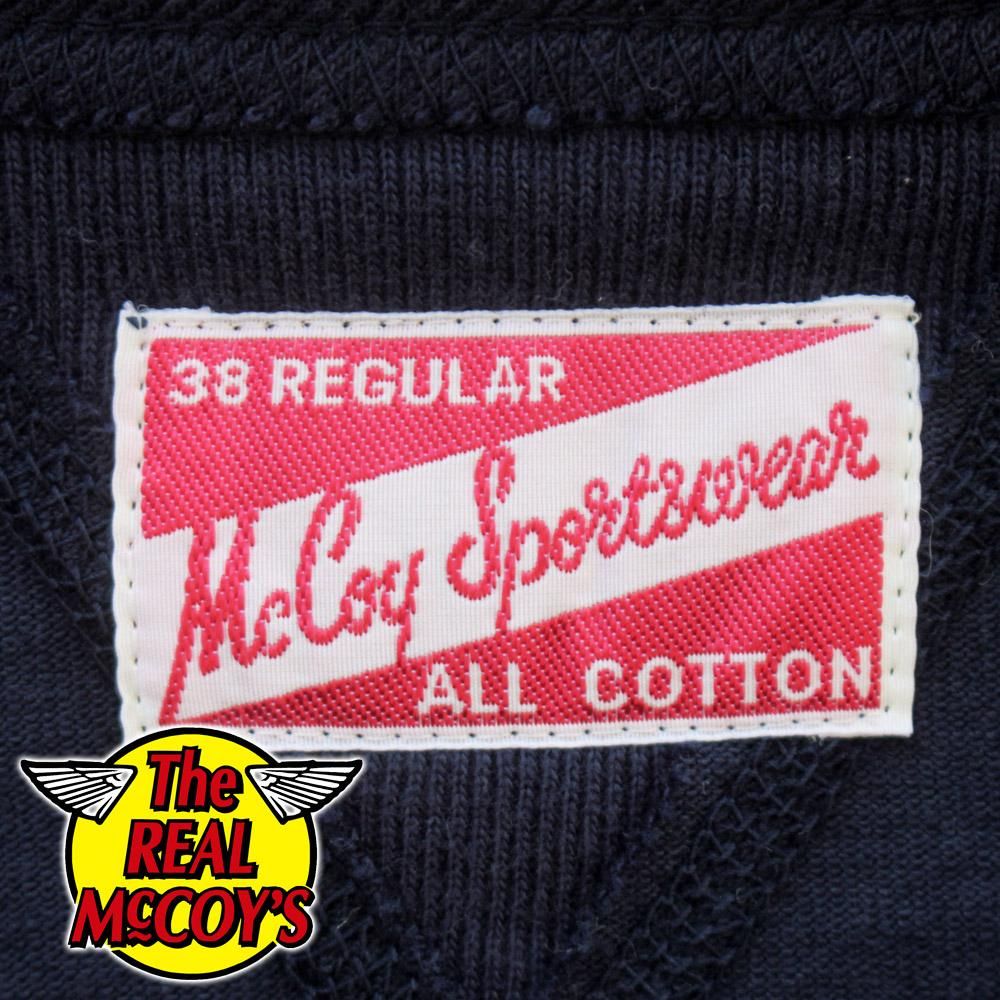 38 REGULAR
McCoy Sportswear
ALL COTTON
The
REAL
McCOY'S